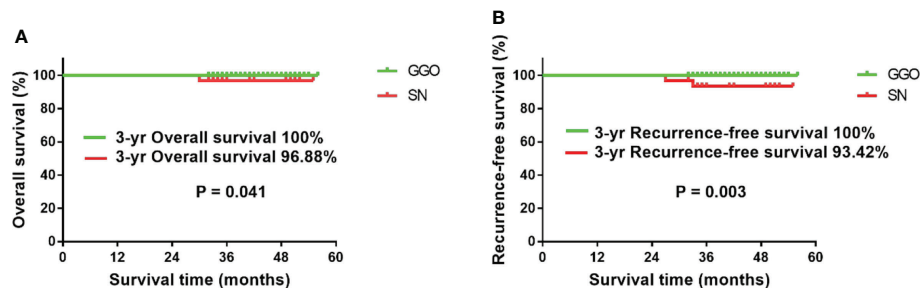 A
Overall survival (%)
100
80
60
40
20
0
0 12 24 36 48 60
Survival time (months)
GGO
SN
3-yr Overall survival 100%
3-yr Overall survival 96.88%
P = 0.041
B
Recurrence-free survival (%)
100
80
60
40
20
0
0 12 24 36 48 60
Survival time (months)
GGO
SN
3-yr Recurrence-free survival 100%
3-yr Recurrence-free survival 93.42%
P = 0.003